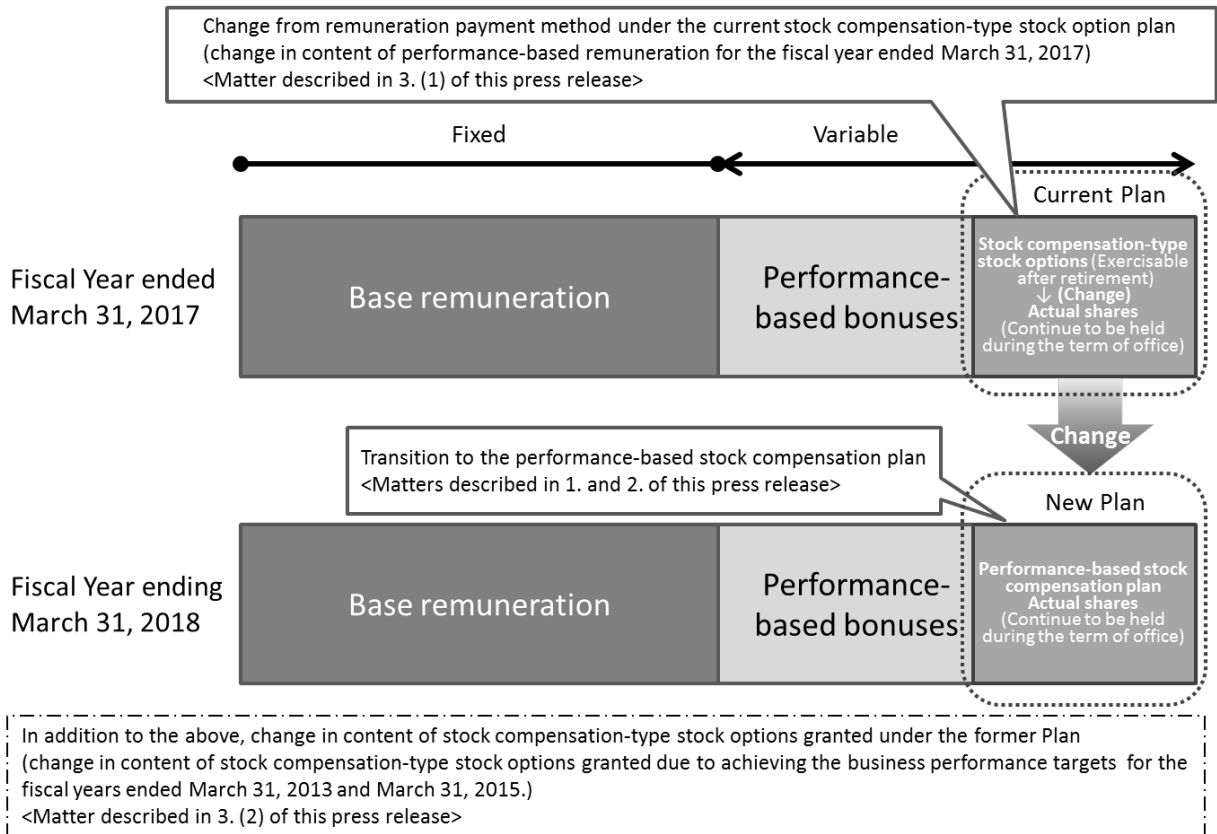 Change from remuneration payment method under the current stock compensation-type stock option plan
(change in content of performance-based remuneration for the fiscal year ended March 31, 2017)
<Matter described in 3. (1) of this press release>
Fixed
Variable
Current Plan
Fiscal Year ended
March 31, 2017
Base remuneration
Performance-
based bonuses
Stock compensation-type
stock options (Exercisable
after retirement)
↓ (Change)
Actual shares
(Continue to be held
during the term of office)
Change
Transition to the performance-based stock compensation plan
<Matters described in 1. and 2. of this press release>
New Plan
Fiscal Year ending
March 31, 2018
Base remuneration
Performance-
based bonuses
Performance-based stock
compensation plan
Actual shares
(Continue to be held
during the term of office)
In addition to the above, change in content of stock compensation-type stock options granted under the former Plan
(change in content of stock compensation-type stock options granted due to achieving the business performance targets for the
fiscal years ended March 31, 2013 and March 31, 2015.)
<Matter described in 3. (2) of this press release>